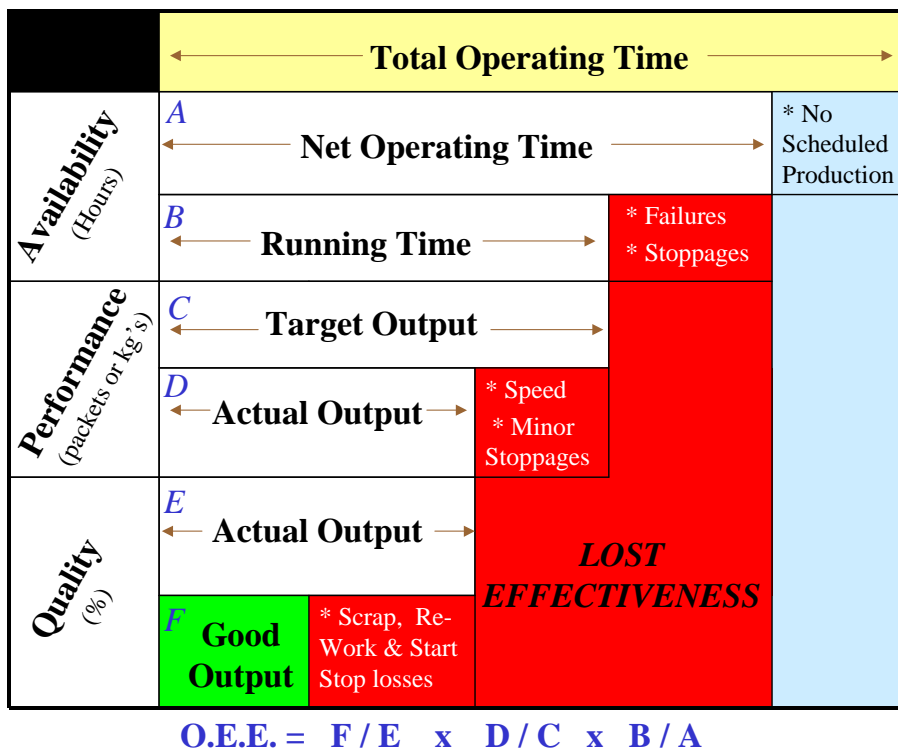 Total Operating Time
Availability
(Hours)
A
Net Operating Time
* No
Scheduled
Production
B
Running Time
* Failures
* Stoppages
Performance
(packets or kg’s)
C
Target Output
D
Actual Output
* Speed
* Minor
Stoppages
Quality
(%)
E
Actual Output
LOST
EFFECTIVENESS
F
Good
Output
* Scrap, Re-
Work & Start
Stop losses
O.E.E. = F / E x D / C x B / A